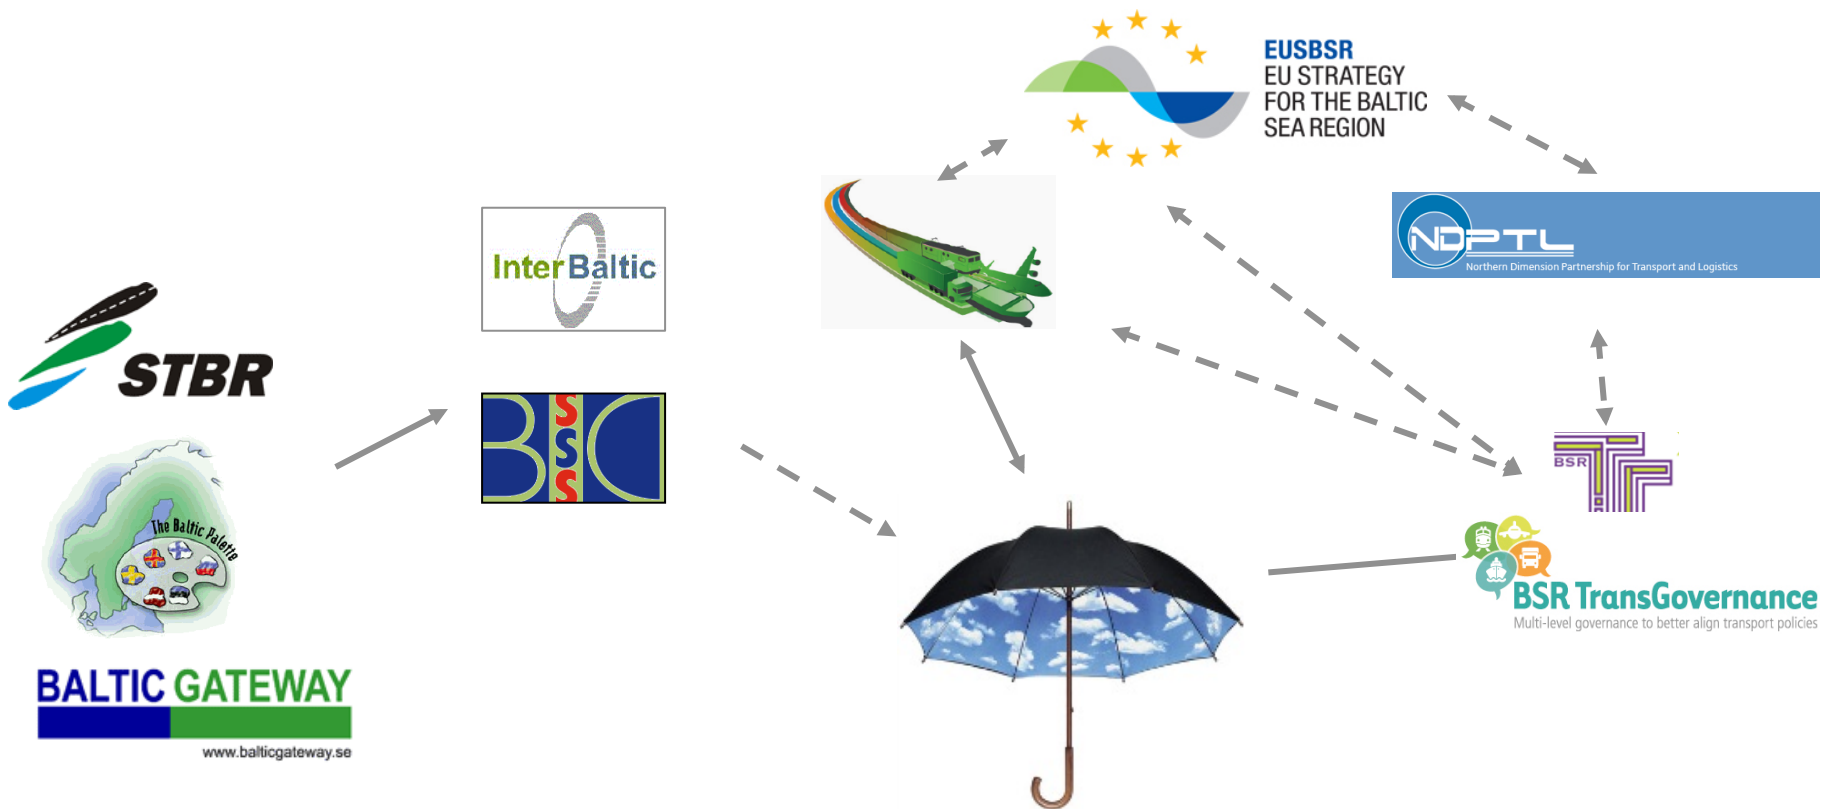 EUSBSR
EU STRATEGY
FOR THE BALTIC
SEA REGION
InterBaltic
NDPTL
Northern Dimension Partnership for Transport and Logistics
STBR
BSSSC
BSR
The Baltic Palette
BSR TransGovernance
Multi-level governance to better align transport policies
BALTIC GATEWAY
www.balticgateway.se